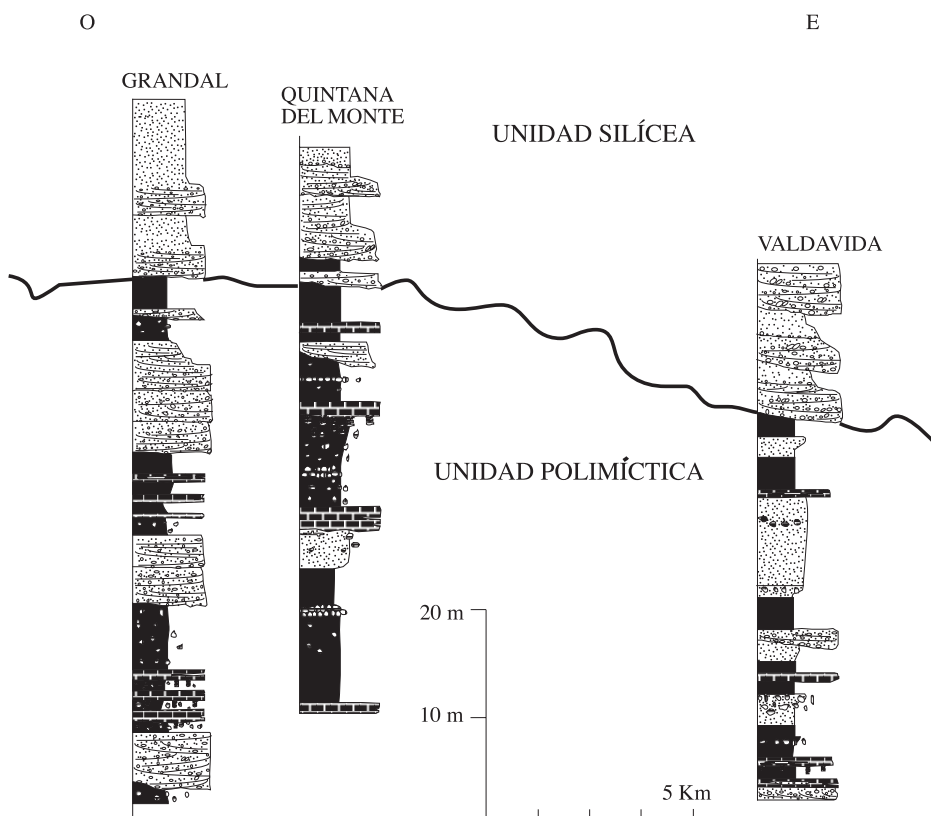 O
E
GRANDAL
QUINTANA
DEL MONTE
UNIDAD SILÍCEA
VALDAVIDA
UNIDAD POLIMÍCTICA
20 m
10 m
5 Km